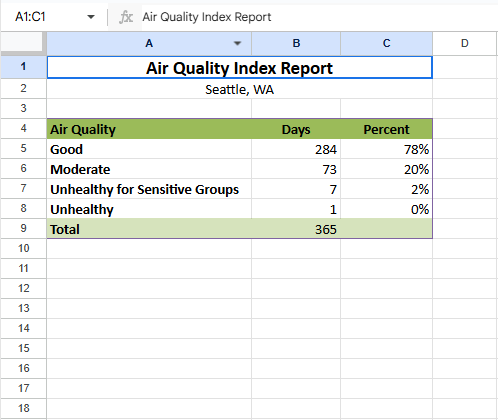 A1:C1 fx Air Quality Index Report
A B C D
1 Air Quality Index Report
2 Seattle, WA
3
4 Air Quality Days Percent
5 Good 284 78%
6 Moderate 73 20%
7 Unhealthy for Sensitive Groups 7 2%
8 Unhealthy 1 0%
9 Total 365
10
11
12
13
14
15
16
17
18